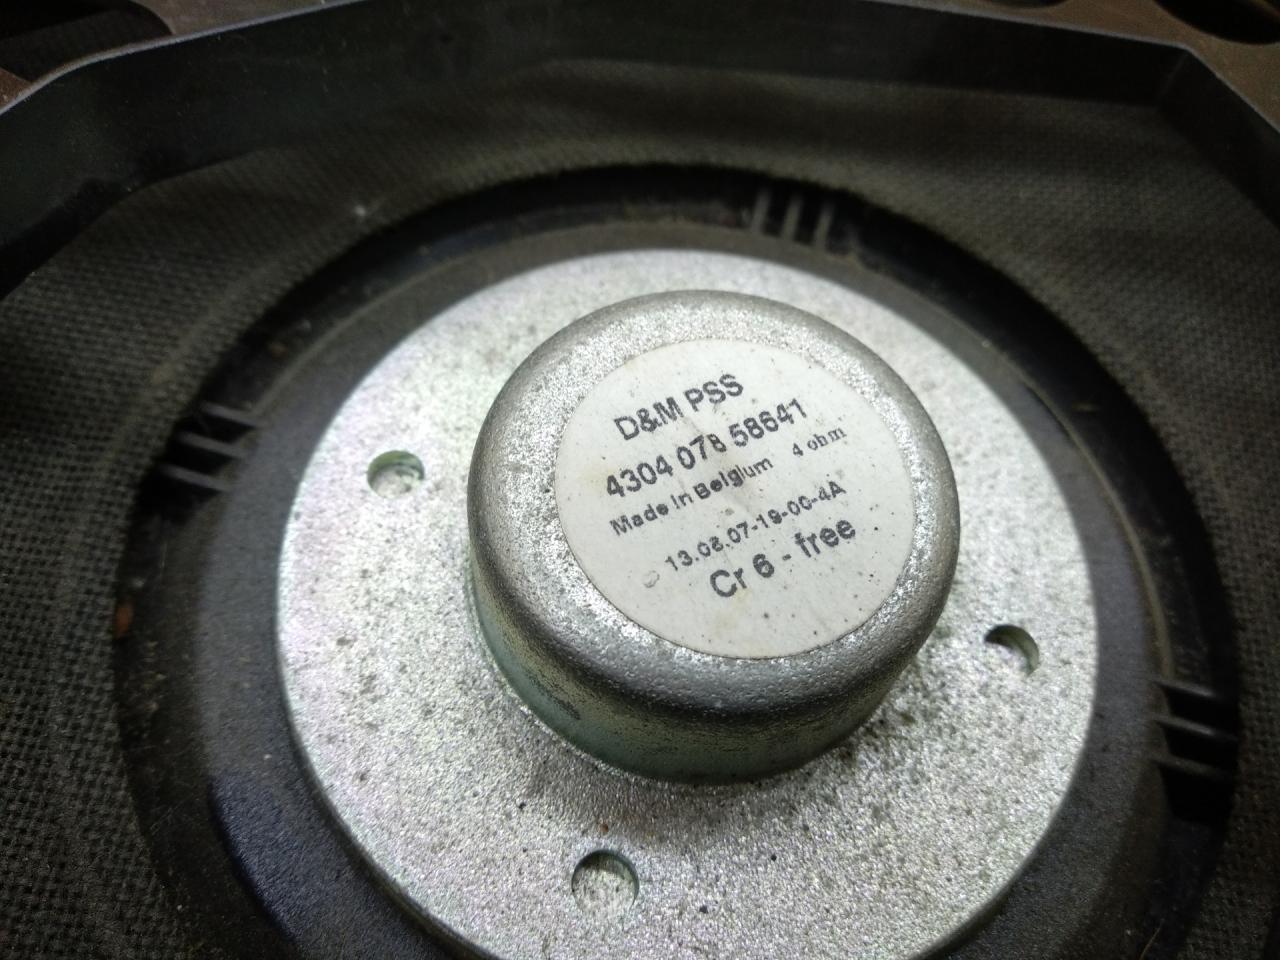 D&M PSS
4304 078 58641
Made In Belgium 4 ohm
13.08.07-19-00-4A
Cr 6 - free